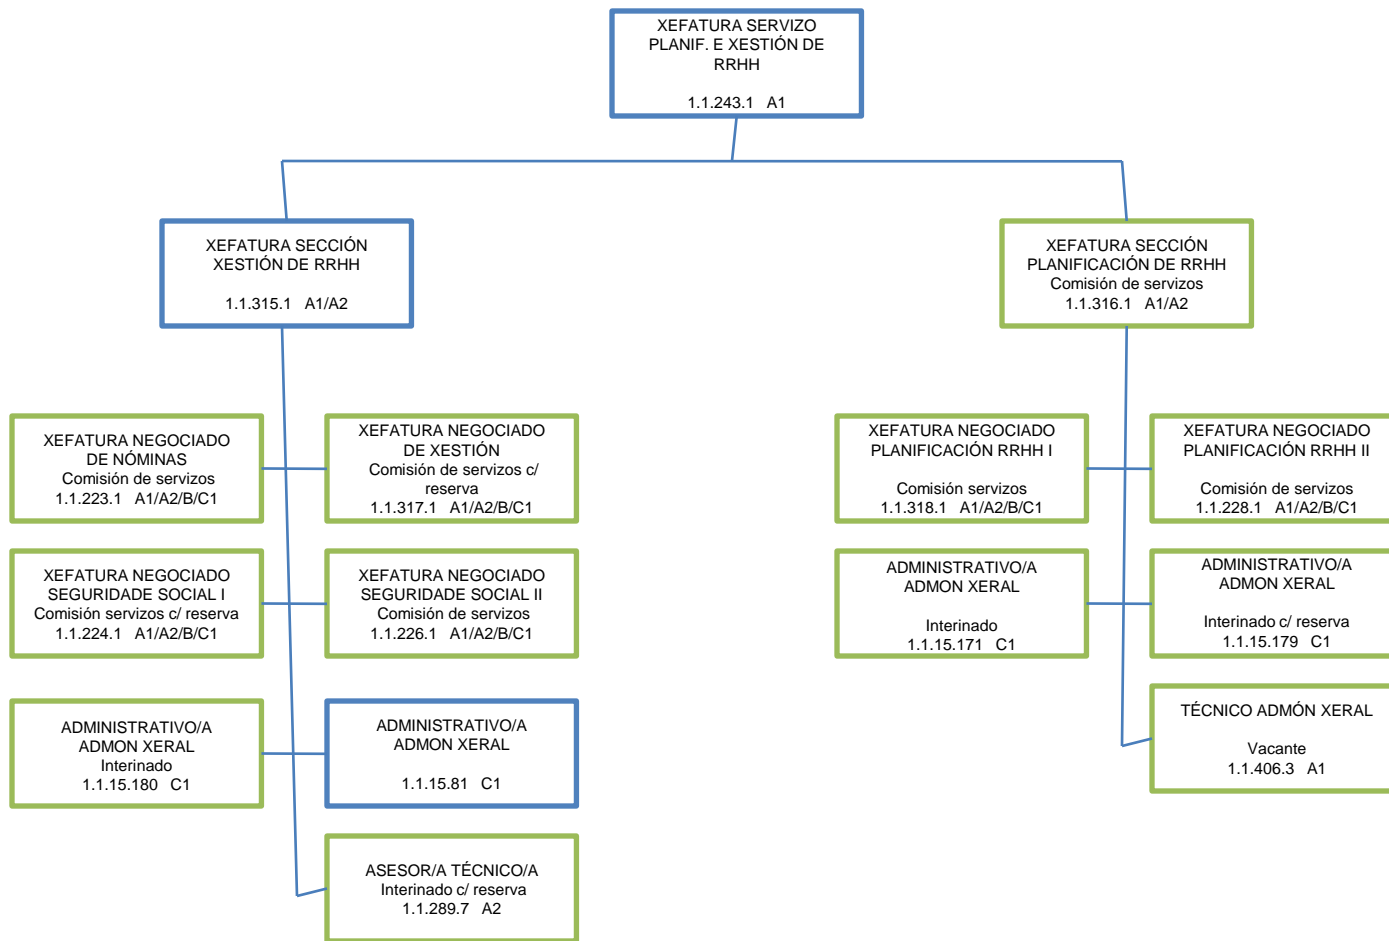 XEFATURA SERVIZO
PLANIF. E XESTIÓN DE
RRHH
1.1.243.1 A1
XEFATURA SECCIÓN
XESTIÓN DE RRHH
1.1.315.1 A1/A2
XEFATURA SECCIÓN
PLANIFICACIÓN DE RRHH
Comisión de servizos
1.1.316.1 A1/A2
XEFATURA NEGOCIADO
DE NÓMINAS
Comisión de servizos
1.1.223.1 A1/A2/B/C1
XEFATURA NEGOCIADO
DE XESTIÓN
Comisión de servizos c/
reserva
1.1.317.1 A1/A2/B/C1
XEFATURA NEGOCIADO
PLANIFICACIÓN RRHH I
Comisión servizos
1.1.318.1 A1/A2/B/C1
XEFATURA NEGOCIADO
PLANIFICACIÓN RRHH II
Comisión de servizos
1.1.228.1 A1/A2/B/C1
XEFATURA NEGOCIADO
SEGURIDADE SOCIAL I
Comisión servizos c/ reserva
1.1.224.1 A1/A2/B/C1
XEFATURA NEGOCIADO
SEGURIDADE SOCIAL II
Comisión de servizos
1.1.226.1 A1/A2/B/C1
ADMINISTRATIVO/A
ADMON XERAL
Interinado
1.1.15.171 C1
ADMINISTRATIVO/A
ADMON XERAL
Interinado c/ reserva
1.1.15.179 C1
ADMINISTRATIVO/A
ADMON XERAL
Interinado
1.1.15.180 C1
ADMINISTRATIVO/A
ADMON XERAL
1.1.15.81 C1
TÉCNICO ADMÓN XERAL
Vacante
1.1.406.3 A1
ASESOR/A TÉCNICO/A
Interinado c/ reserva
1.1.289.7 A2